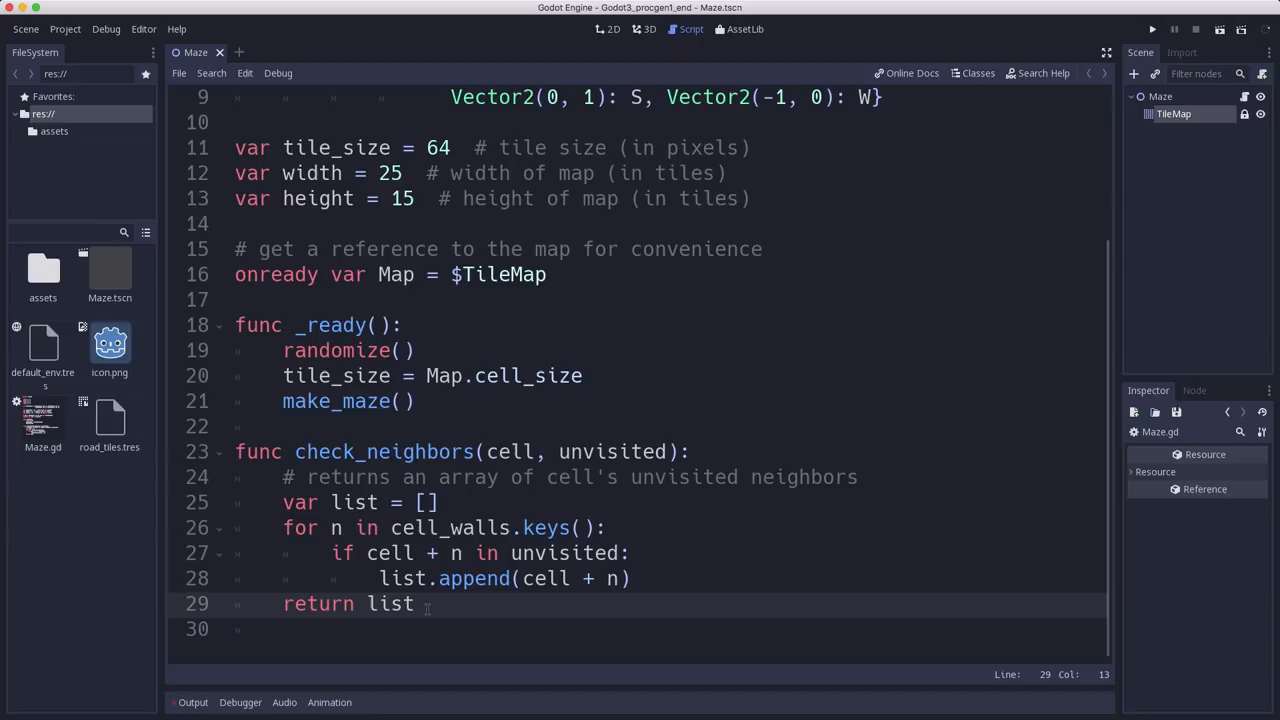 Godot Engine - Godot3_procgen1_end - Maze.tscn
Scene Project Debug Editor Help
2D 3D Script AssetLib
FileSystem
res://
Favorites:
res://
assets
assets
Maze.tscn
default_env.tre
s
icon.png
Maze.gd
road_tiles.tres
Maze
File Search Edit Debug
Online Docs Classes Search Help
9 Vector2(0, 1): S, Vector2(-1, 0): W}
10
11 var tile_size = 64 # tile size (in pixels)
12 var width = 25 # width of map (in tiles)
13 var height = 15 # height of map (in tiles)
14
15 # get a reference to the map for convenience
16 onready var Map = $TileMap
17
18 func _ready():
19 randomize()
20 tile_size = Map.cell_size
21 make_maze()
22
23 func check_neighbors(cell, unvisited):
24 # returns an array of cell's unvisited neighbors
25 var list = []
26 for n in cell_walls.keys():
27 if cell + n in unvisited:
28 list.append(cell + n)
29 return list
30
Line: 29 Col: 13
Output Debugger Audio Animation
Scene Import
Filter nodes
Maze
TileMap
Inspector Node
Maze.gd
Resource
Resource
Reference